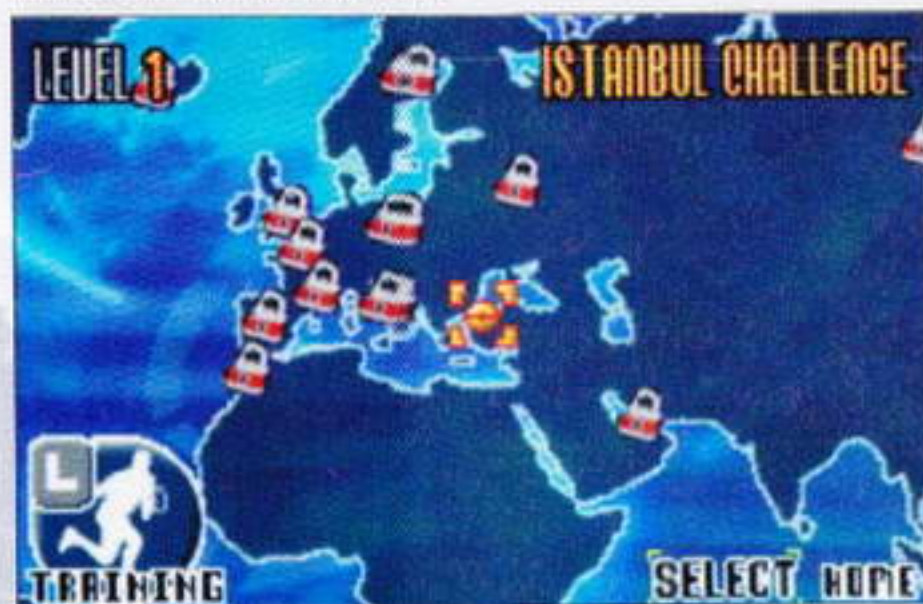 LEVEL 1
ISTANBUL CHALLENGE
L
TRAINING
SELECT HOME